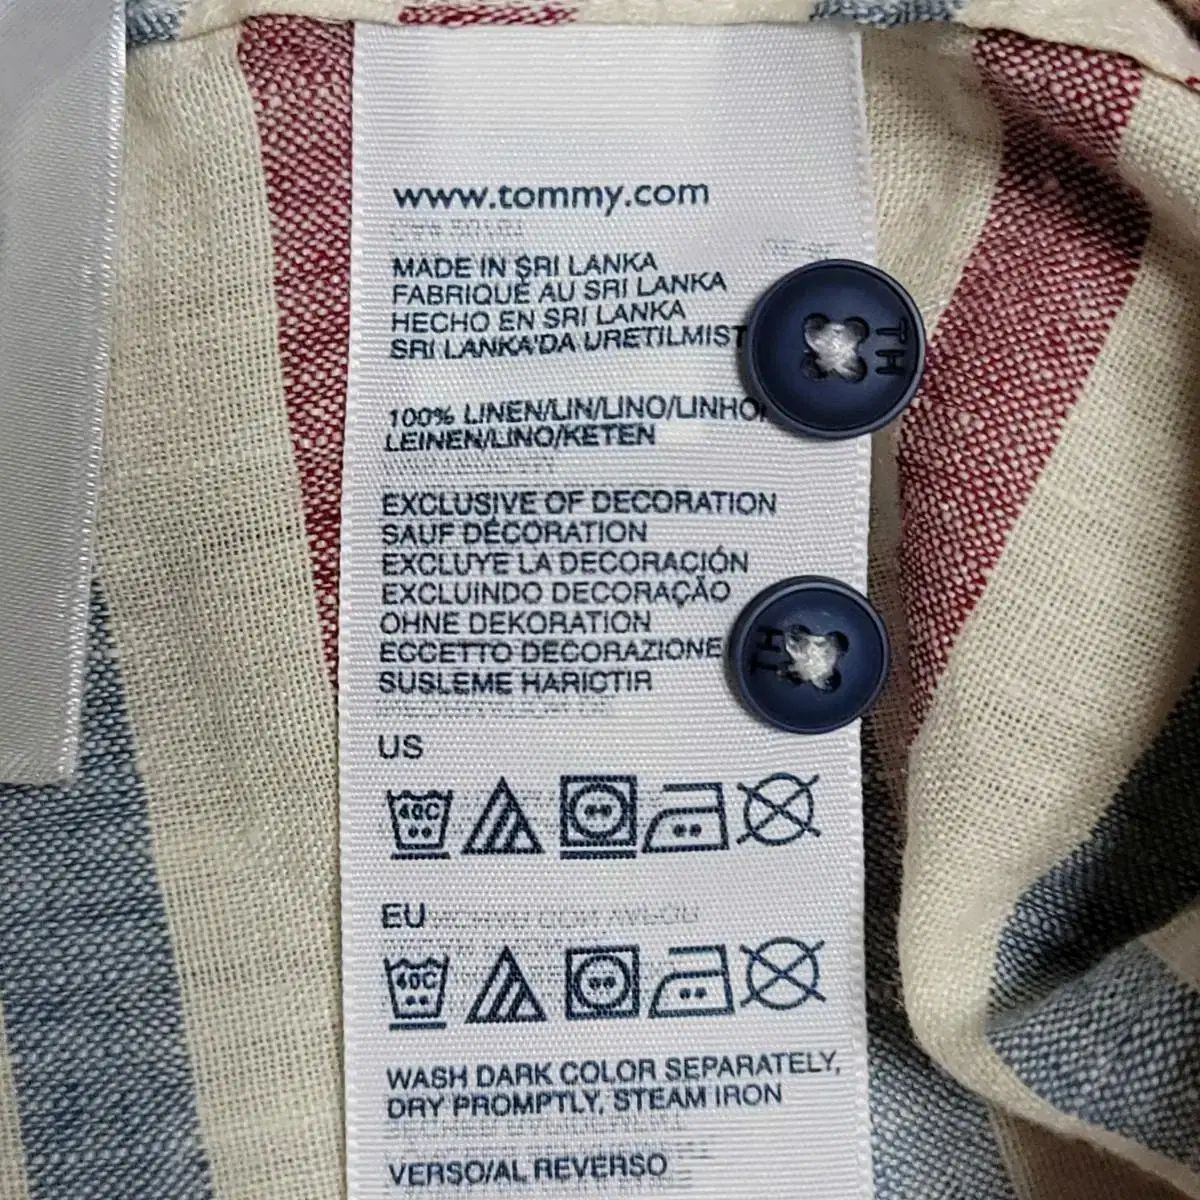 www.tommy.com
MADE IN SRI LANKA
FABRIQUÉ AU SRI LANKA
HECHO EN SRI LANKA
SRI LANKA'DA URETILMIST
100% LINEN/LIN/LINO/LINHO/
LEINEN/LINO/KETEN
EXCLUSIVE OF DECORATION
SAUF DÉCORATION
EXCLUYE LA DECORACIÓN
EXCLUINDO DECORAÇÃO
OHNE DEKORATION
ECCETTO DECORAZIONE
SUSLEME HARICTIR
US
40C
EU
40C
WASH DARK COLOR SEPARATELY,
DRY PROMPTLY, STEAM IRON
VERSO/AL REVERSO
TH
TH